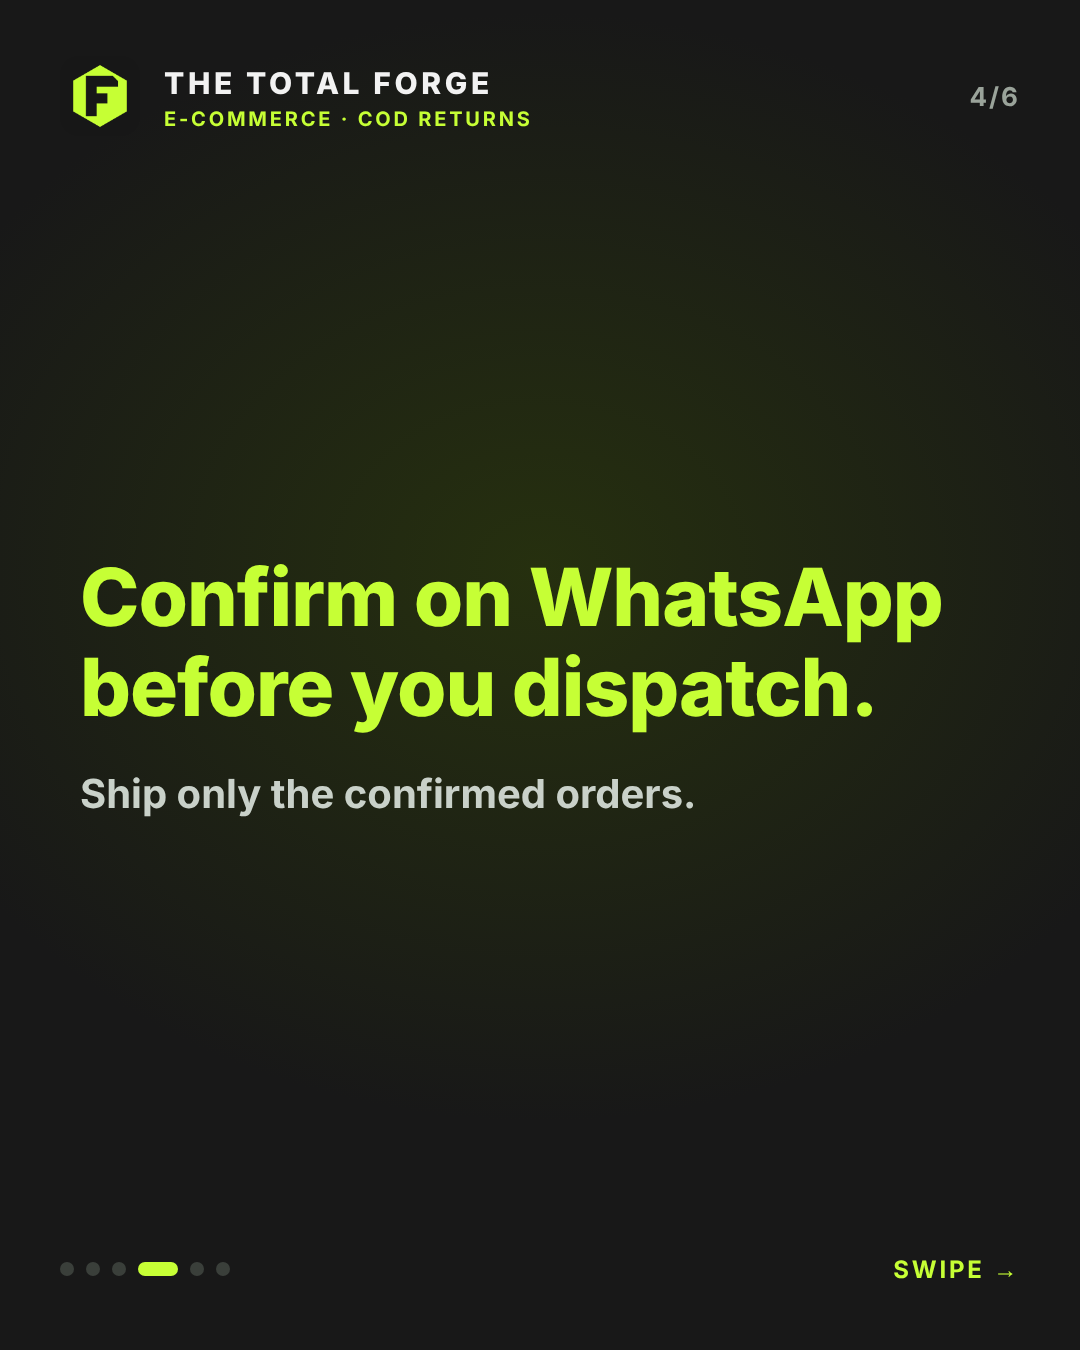 THE TOTAL FORGE
E-COMMERCE · COD RETURNS
4/6
Confirm on WhatsApp
before you dispatch.
Ship only the confirmed orders.
SWIPE →